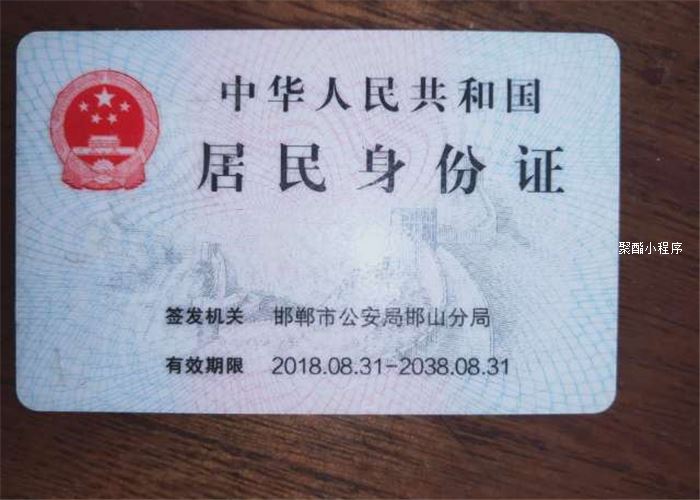 中华人民共和国
居民身份证
聚酯小程序
签发机关 邯郸市公安局邯山分局
有效期限 2018.08.31-2038.08.31